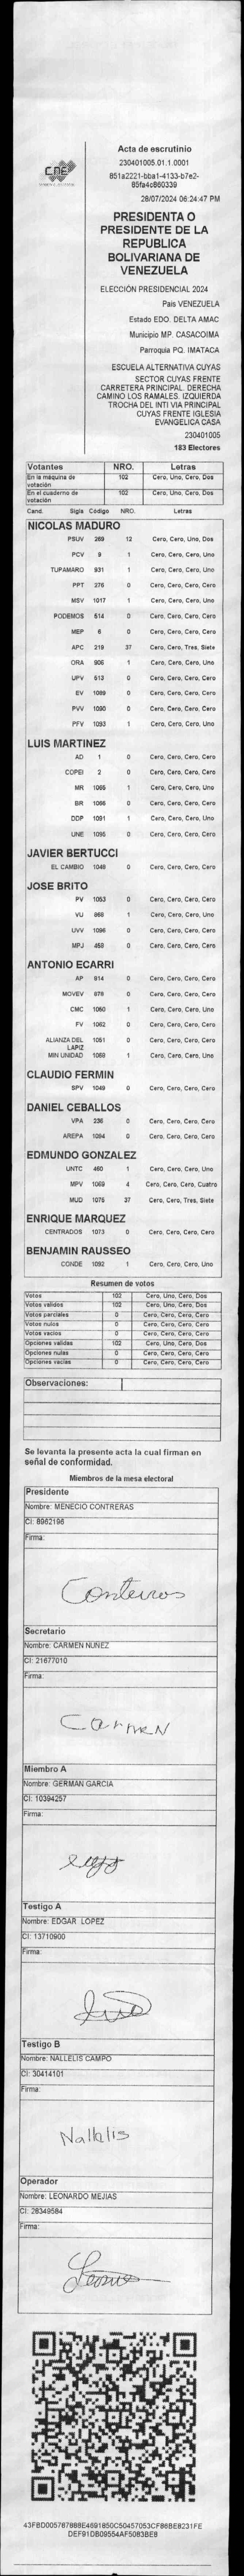 CNE
Acta de escrutinio
230401005.01.1.0001
851a2221-bba1-4133-b7e2-
85fa4c860339
28/07/2024 06:24:47 PM
PRESIDENTA O
PRESIDENTE DE LA
REPUBLICA
BOLIVARIANA DE
VENEZUELA
ELECCIÓN PRESIDENCIAL 2024
Pais VENEZUELA
Estado EDO. DELTA AMAC
Municipio MP. CASACOIMA
Parroquia PQ. IMATACA
ESCUELA ALTERNATIVA CUYAS
SECTOR CUYAS FRENTE
CARRETERA PRINCIPAL. DERECHA
CAMINO LOS RAMALES. IZQUIERDA
TROCHA DEL INTI VIA PRINCIPAL
CUYAS FRENTE IGLESIA
EVANGELICA CASA
230401005
183 Electores
Votantes NRO. Letras
En la máquina de votación 102 Cero, Uno, Cero, Dos
En el cuaderno de votación 102 Cero, Uno, Cero, Dos
Cand. Sigla Código NRO. Letras
NICOLAS MADURO
PSUV 269 12 Cero, Cero, Uno, Dos
PCV 9 1 Cero, Cero, Cero, Uno
TUPAMARO 931 1 Cero, Cero, Cero, Uno
PPT 276 0 Cero, Cero, Cero, Cero
MSV 1017 1 Cero, Cero, Cero, Uno
PODEMOS 514 0 Cero, Cero, Cero, Cero
MEP 6 0 Cero, Cero, Cero, Cero
APC 219 37 Cero, Cero, Tres, Siete
ORA 906 1 Cero, Cero, Cero, Uno
UPV 513 0 Cero, Cero, Cero, Cero
EV 1089 0 Cero, Cero, Cero, Cero
PVV 1090 0 Cero, Cero, Cero, Cero
PFV 1093 1 Cero, Cero, Cero, Uno
LUIS MARTINEZ
AD 1 0 Cero, Cero, Cero, Cero
COPEI 2 0 Cero, Cero, Cero, Cero
MR 1065 1 Cero, Cero, Cero, Uno
BR 1066 0 Cero, Cero, Cero, Cero
DDP 1091 1 Cero, Cero, Cero, Uno
UNE 1095 0 Cero, Cero, Cero, Cero
JAVIER BERTUCCI
EL CAMBIO 1048 0 Cero, Cero, Cero, Cero
JOSE BRITO
PV 1053 0 Cero, Cero, Cero, Cero
VU 868 1 Cero, Cero, Cero, Uno
UVV 1096 0 Cero, Cero, Cero, Cero
MPJ 459 0 Cero, Cero, Cero, Cero
ANTONIO ECARRI
AP 914 0 Cero, Cero, Cero, Cero
MOVEV 979 0 Cero, Cero, Cero, Cero
CMC 1060 1 Cero, Cero, Cero, Uno
FV 1062 0 Cero, Cero, Cero, Cero
ALIANZA DEL LAPIZ 1051 0 Cero, Cero, Cero, Cero
MIN UNIDAD 1068 1 Cero, Cero, Cero, Uno
CLAUDIO FERMIN
SPV 1049 0 Cero, Cero, Cero, Cero
DANIEL CEBALLOS
VPA 236 0 Cero, Cero, Cero, Cero
AREPA 1094 0 Cero, Cero, Cero, Cero
EDMUNDO GONZALEZ
UNTC 460 1 Cero, Cero, Cero, Uno
MPV 1069 4 Cero, Cero, Cero, Cuatro
MUD 1075 37 Cero, Cero, Tres, Siete
ENRIQUE MARQUEZ
CENTRADOS 1073 0 Cero, Cero, Cero, Cero
BENJAMIN RAUSSEO
CONDE 1092 1 Cero, Cero, Cero, Uno
Resumen de votos
Votos 102 Cero, Uno, Cero, Dos
Votos validos 102 Cero, Uno, Cero, Dos
Votos parciales 0 Cero, Cero, Cero, Cero
Votos nulos 0 Cero, Cero, Cero, Cero
Votos vacios 0 Cero, Cero, Cero, Cero
Opciones validas 102 Cero, Uno, Cero, Dos
Opciones nulas 0 Cero, Cero, Cero, Cero
Opciones vacias 0 Cero, Cero, Cero, Cero
Observaciones:
Se levanta la presente acta la cual firman en
señal de conformidad.
Miembros de la mesa electoral
Presidente
Nombre: MENECIO CONTRERAS
CI: 8962196
Firma:
Secretario
Nombre: CARMEN NUÑEZ
CI: 21677010
Firma:
Carmen
Miembro A
Nombre: GERMAN GARCIA
CI: 10394257
Firma:
Testigo A
Nombre: EDGAR LOPEZ
CI: 13710900
Firma:
Testigo B
Nombre: NALLELIS CAMPO
CI: 30414101
Firma:
Nallelis
Operador
Nombre: LEONARDO MEJIAS
CI: 28349584
Firma: